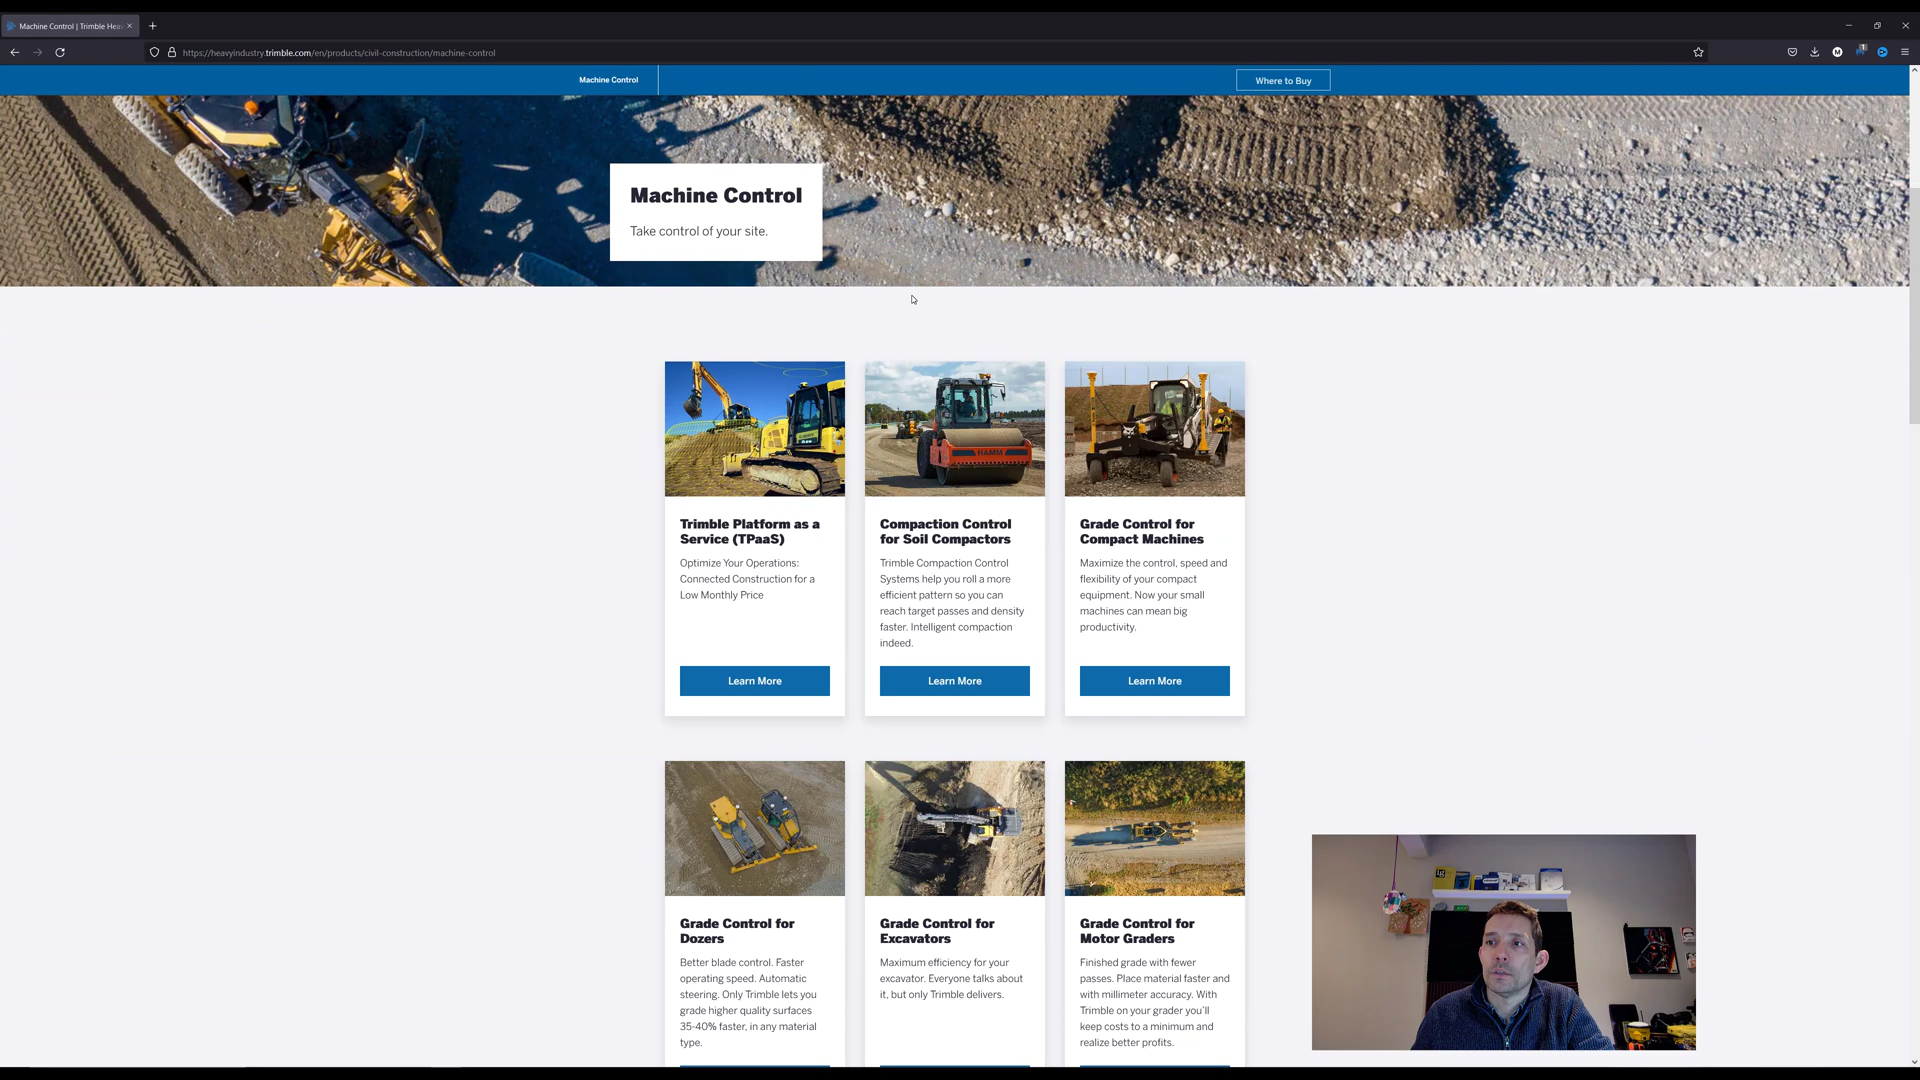 Machine Control | Trimble Hea
https://heavyindustry.trimble.com/en/products/civil-construction/machine-control
M
1
Machine Control
Where to Buy
Machine Control
Take control of your site.
HAMM
Trimble Platform as a
Service (TPaaS)
Optimize Your Operations:
Connected Construction for a
Low Monthly Price
Learn More
Compaction Control
for Soil Compactors
Trimble Compaction Control
Systems help you roll a more
efficient pattern so you can
reach target passes and density
faster. Intelligent compaction
indeed.
Learn More
Grade Control for
Compact Machines
Maximize the control, speed and
flexibility of your compact
equipment. Now your small
machines can mean big
productivity.
Learn More
Grade Control for
Dozers
Better blade control. Faster
operating speed. Automatic
steering. Only Trimble lets you
grade higher quality surfaces
35-40% faster, in any material
type.
Grade Control for
Excavators
Maximum efficiency for your
excavator. Everyone talks about
it, but only Trimble delivers.
Grade Control for
Motor Graders
Finished grade with fewer
passes. Place material faster and
with millimeter accuracy. With
Trimble on your grader you'll
keep costs to a minimum and
realize better profits.